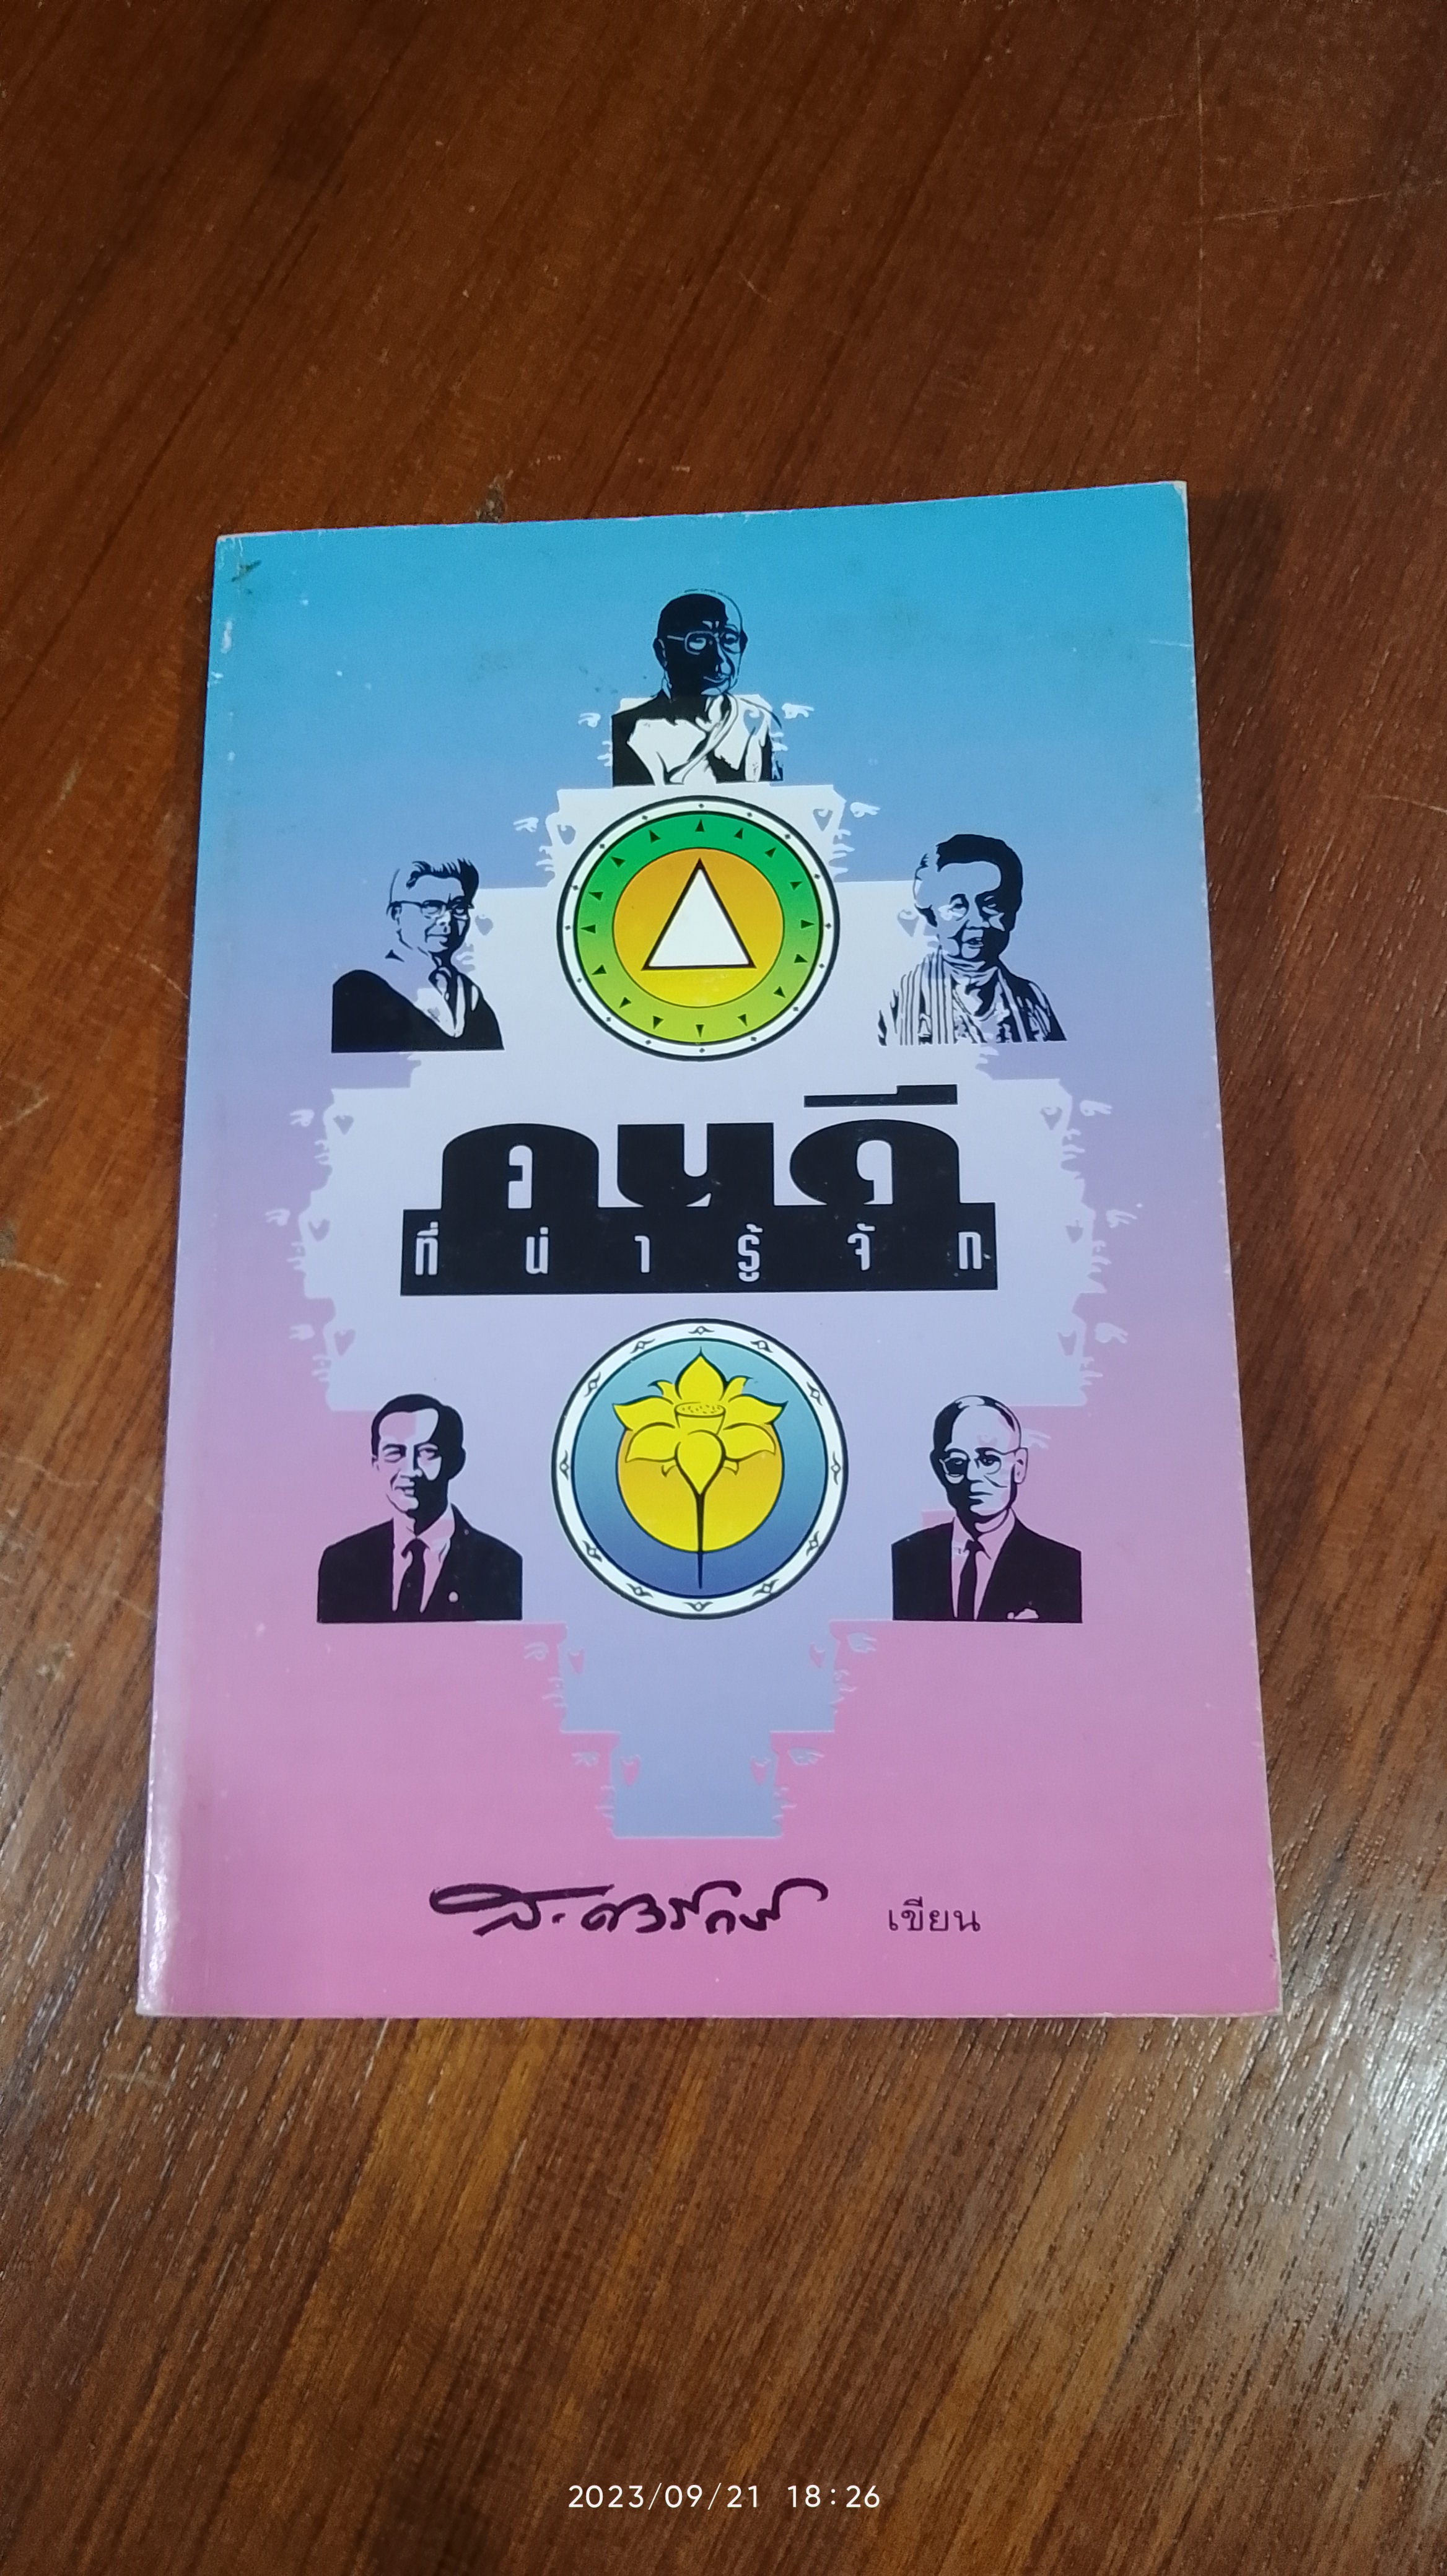 คนดี
ที่น่ารู้จัก
ส. ศิวรักษ์ เขียน
2023/09/21 18:26